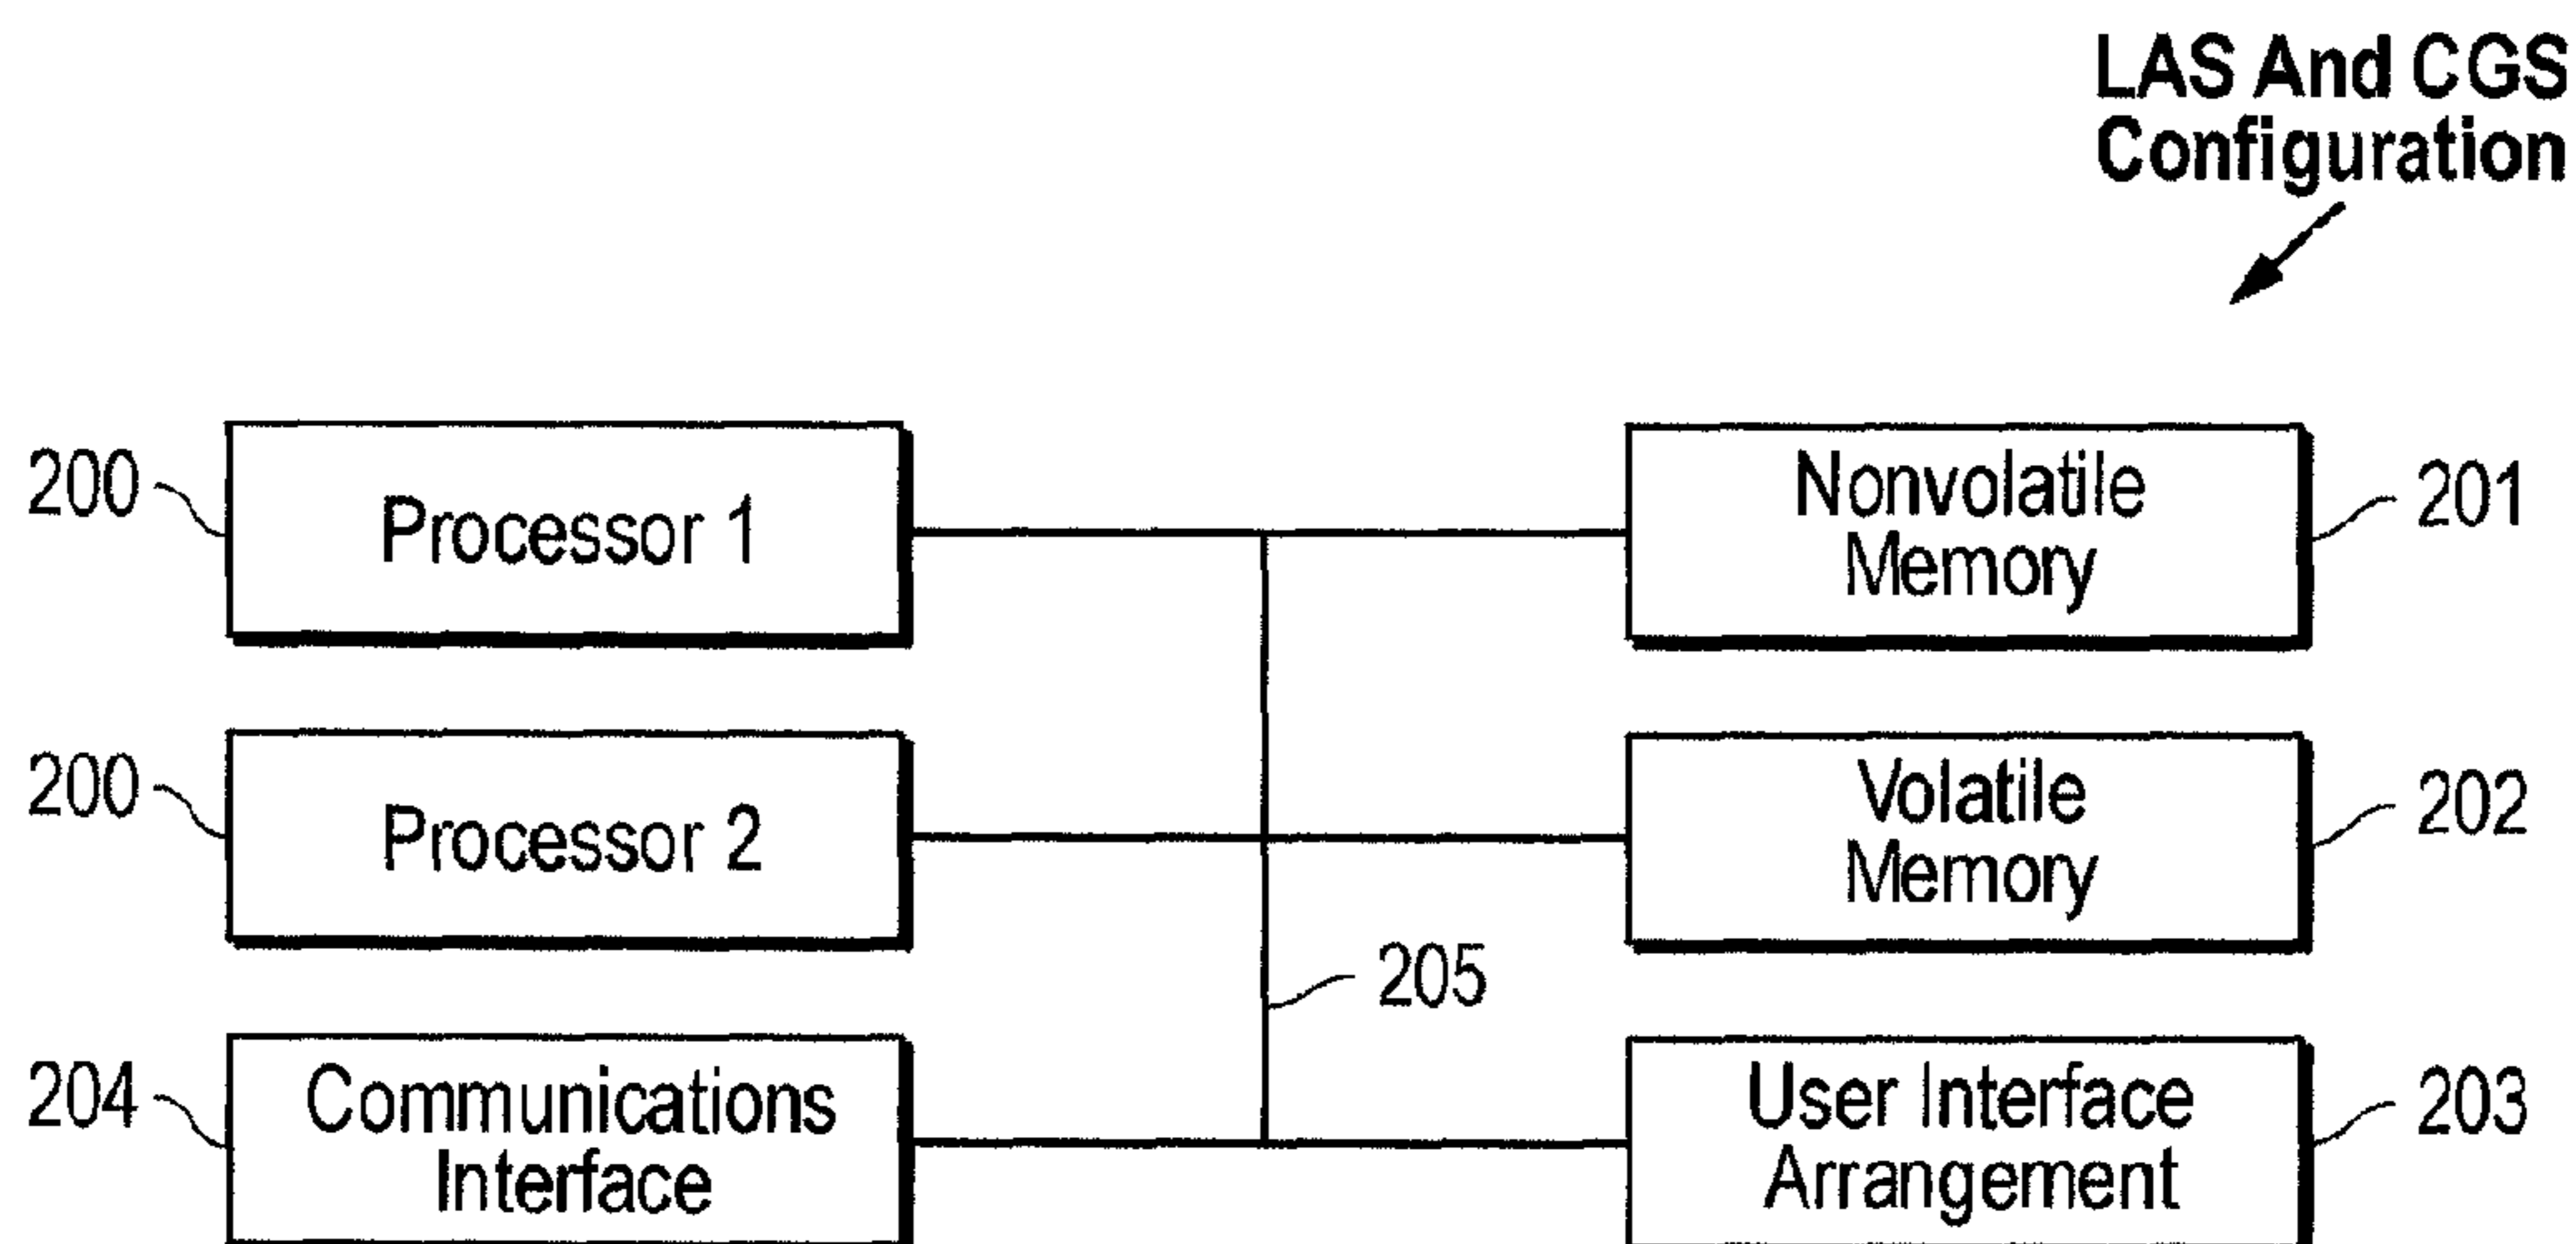 LAS And CGS
Configuration
200
Processor 1
Nonvolatile
Memory
201
200
Processor 2
Volatile
Memory
202
205
204
Communications
Interface
User Interface
Arrangement
203